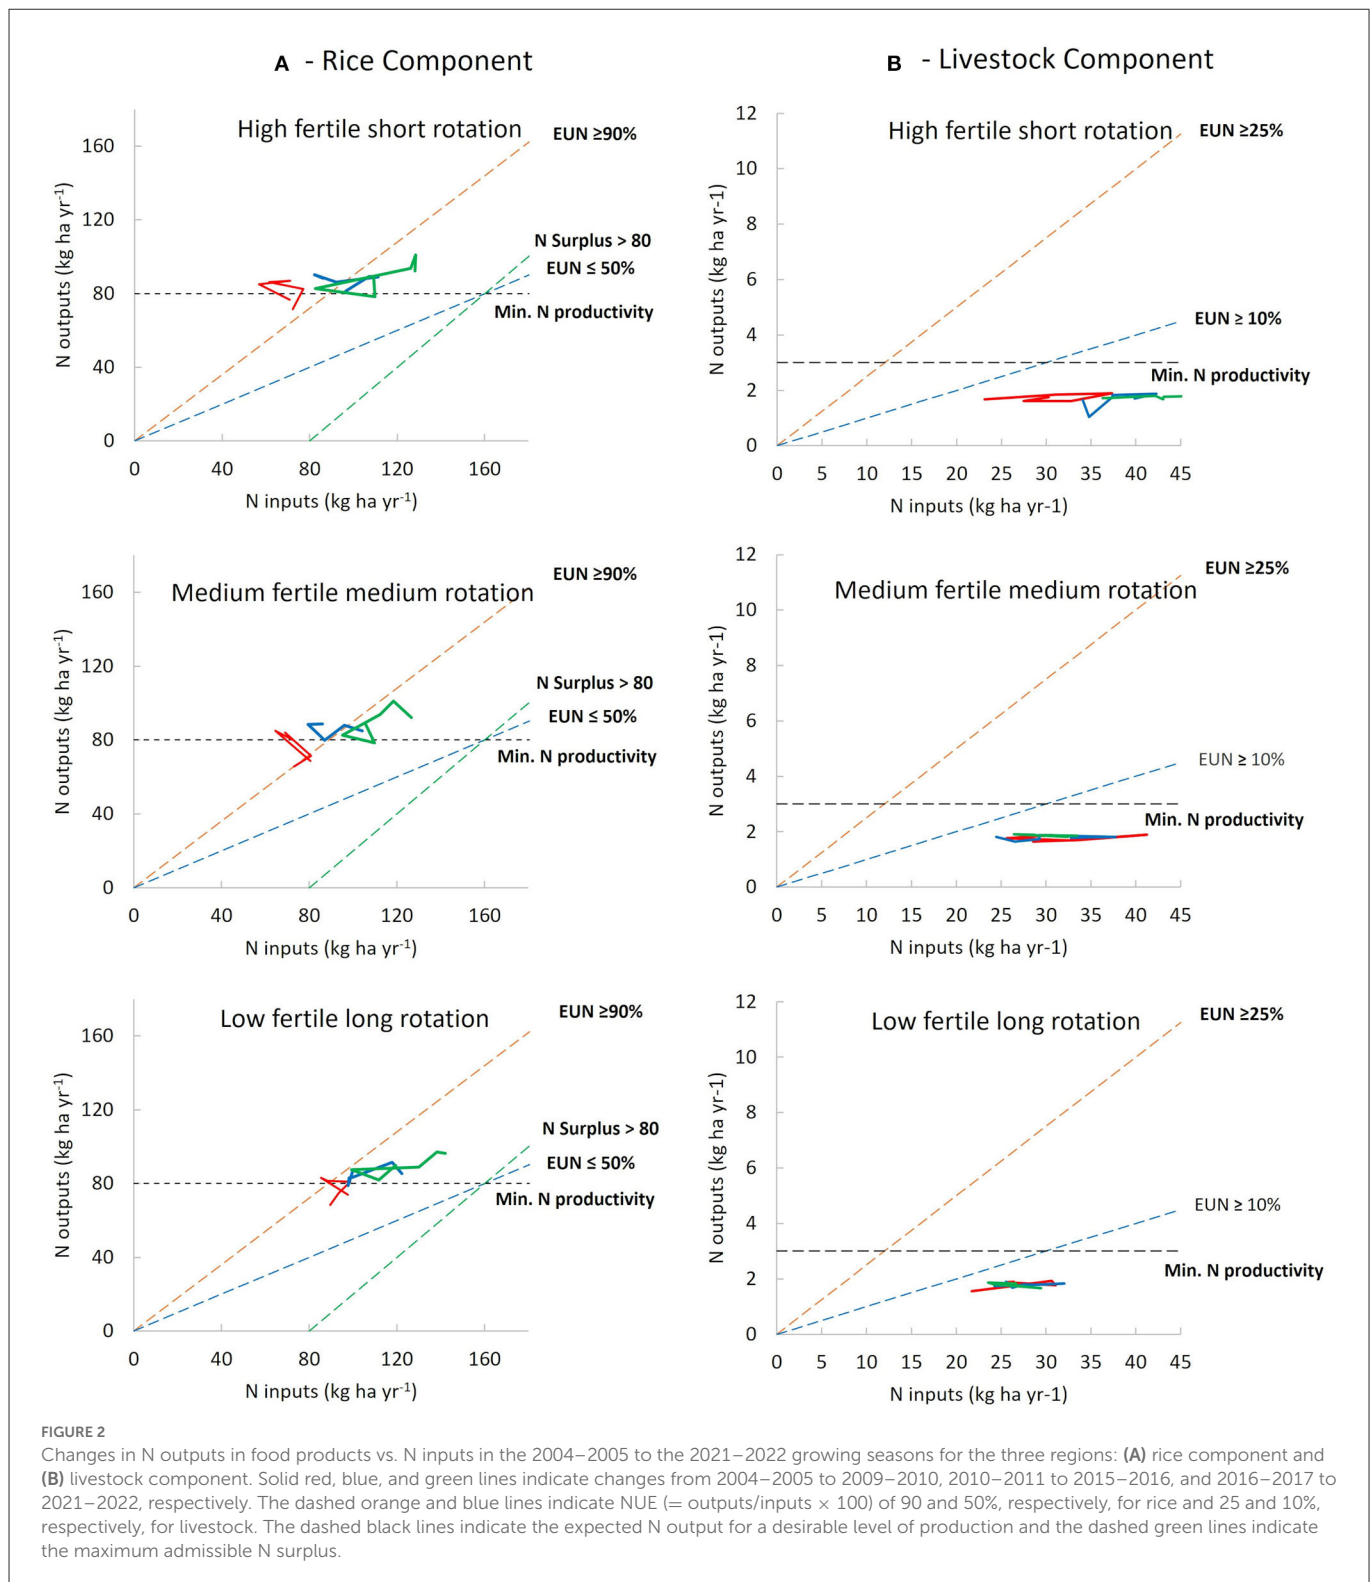 A - Rice Component
High fertile short rotation
EUN ≥90%
N Surplus > 80
EUN ≤ 50%
Min. N productivity
N outputs (kg ha yr-1)
160
120
80
40
0
0 40 80 120 160
N inputs (kg ha yr-1)
Medium fertile medium rotation
EUN ≥90%
N Surplus > 80
EUN ≤ 50%
Min. N productivity
N outputs (kg ha yr-1)
160
120
80
40
0
0 40 80 120 160
N inputs (kg ha yr-1)
Low fertile long rotation
EUN ≥90%
N Surplus > 80
EUN ≤ 50%
Min. N productivity
N outputs (kg ha yr-1)
160
120
80
40
0
0 40 80 120 160
N inputs (kg ha yr-1)
B - Livestock Component
High fertile short rotation
EUN ≥25%
EUN ≥ 10%
Min. N productivity
N outputs (kg ha yr-1)
12
10
8
6
4
2
0
0 5 10 15 20 25 30 35 40 45
N inputs (kg ha yr-1)
Medium fertile medium rotation
EUN ≥25%
EUN ≥ 10%
Min. N productivity
N outputs (kg ha yr-1)
12
10
8
6
4
2
0
0 5 10 15 20 25 30 35 40 45
N inputs (kg ha yr-1)
Low fertile long rotation
EUN ≥25%
EUN ≥ 10%
Min. N productivity
N outputs (kg ha yr-1)
12
10
8
6
4
2
0
0 5 10 15 20 25 30 35 40 45
N inputs (kg ha yr-1)
FIGURE 2
Changes in N outputs in food products vs. N inputs in the 2004–2005 to the 2021–2022 growing seasons for the three regions: (A) rice component and
(B) livestock component. Solid red, blue, and green lines indicate changes from 2004–2005 to 2009–2010, 2010–2011 to 2015–2016, and 2016–2017 to
2021–2022, respectively. The dashed orange and blue lines indicate NUE (= outputs/inputs × 100) of 90 and 50%, respectively, for rice and 25 and 10%,
respectively, for livestock. The dashed black lines indicate the expected N output for a desirable level of production and the dashed green lines indicate
the maximum admissible N surplus.